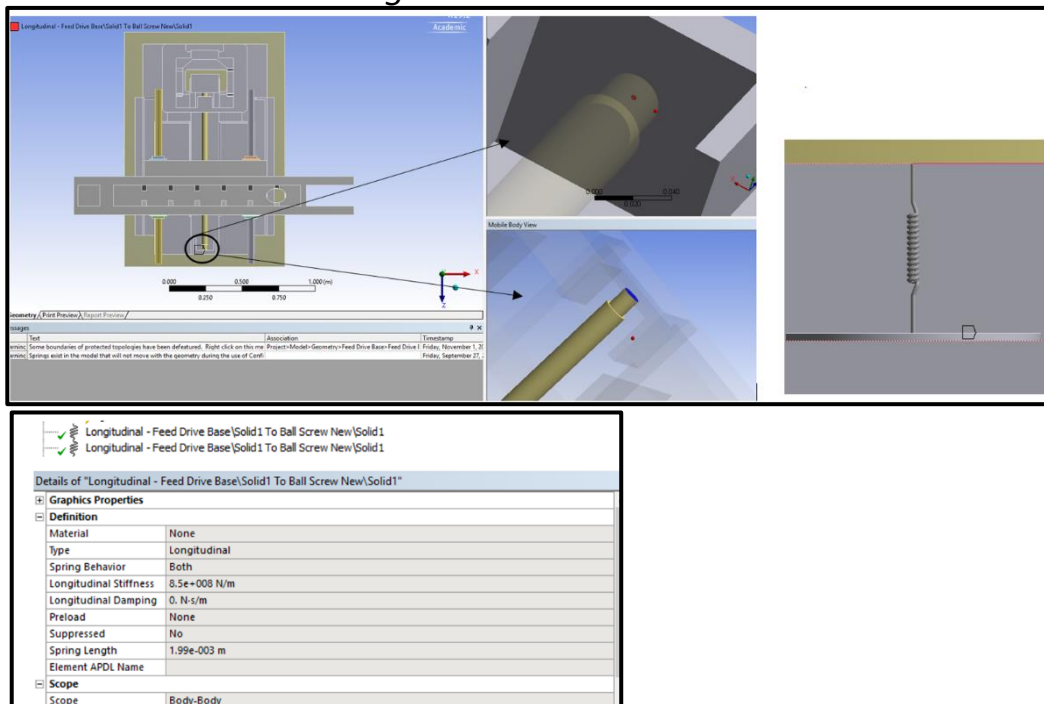 Longitudinal - Feed Drive Base\Solid1 To Ball Screw New\Solid1
Academic
0.000 0.500 1.000 (m)
0.250 0.750
X
Z
Geometry Print Preview Report Preview
Text Association Timestamp
Some boundaries of protected topologies have been defeatured. Right click on this me Project>Model>Geometry>Feed Drive Base>Feed Drive Friday, November 1, 20
Springs exist in the model that will not move with the geometry during the use of Confi Friday, September 27,
0.000 0.040
0.020
Mobile Body View
Longitudinal - Feed Drive Base\Solid1 To Ball Screw New\Solid1
Longitudinal - Feed Drive Base\Solid1 To Ball Screw New\Solid1
Details of "Longitudinal - Feed Drive Base\Solid1 To Ball Screw New\Solid1"
Graphics Properties
Definition
Material None
Type Longitudinal
Spring Behavior Both
Longitudinal Stiffness 8.5e+008 N/m
Longitudinal Damping 0. N·s/m
Preload None
Suppressed No
Spring Length 1.99e-003 m
Element APDL Name
Scope
Scope Body-Body